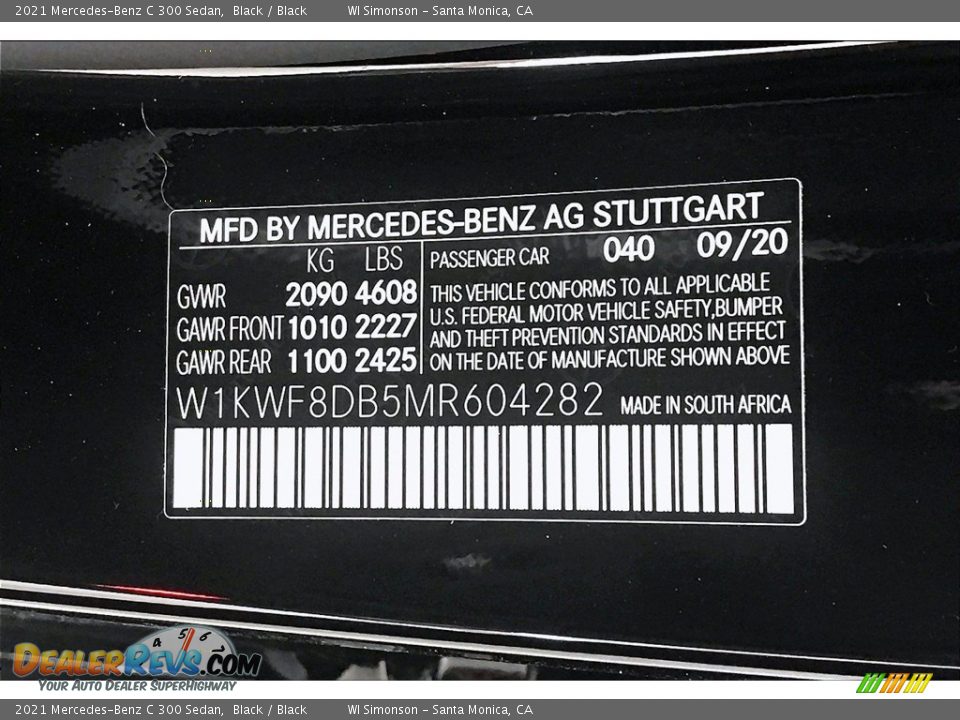 2021 Mercedes-Benz C 300 Sedan, Black / Black WI Simonson - Santa Monica, CA
MFD BY MERCEDES-BENZ AG STUTTGART
KG LBS
GVWR 2090 4608
GAWR FRONT 1010 2227
GAWR REAR 1100 2425
PASSENGER CAR 040 09/20
THIS VEHICLE CONFORMS TO ALL APPLICABLE
U.S. FEDERAL MOTOR VEHICLE SAFETY,BUMPER
AND THEFT PREVENTION STANDARDS IN EFFECT
ON THE DATE OF MANUFACTURE SHOWN ABOVE
W1KWF8DB5MR604282 MADE IN SOUTH AFRICA
4 5 6
DEALERREVS.COM
YOUR AUTO DEALER SUPERHIGHWAY
2021 Mercedes-Benz C 300 Sedan, Black / Black WI Simonson - Santa Monica, CA